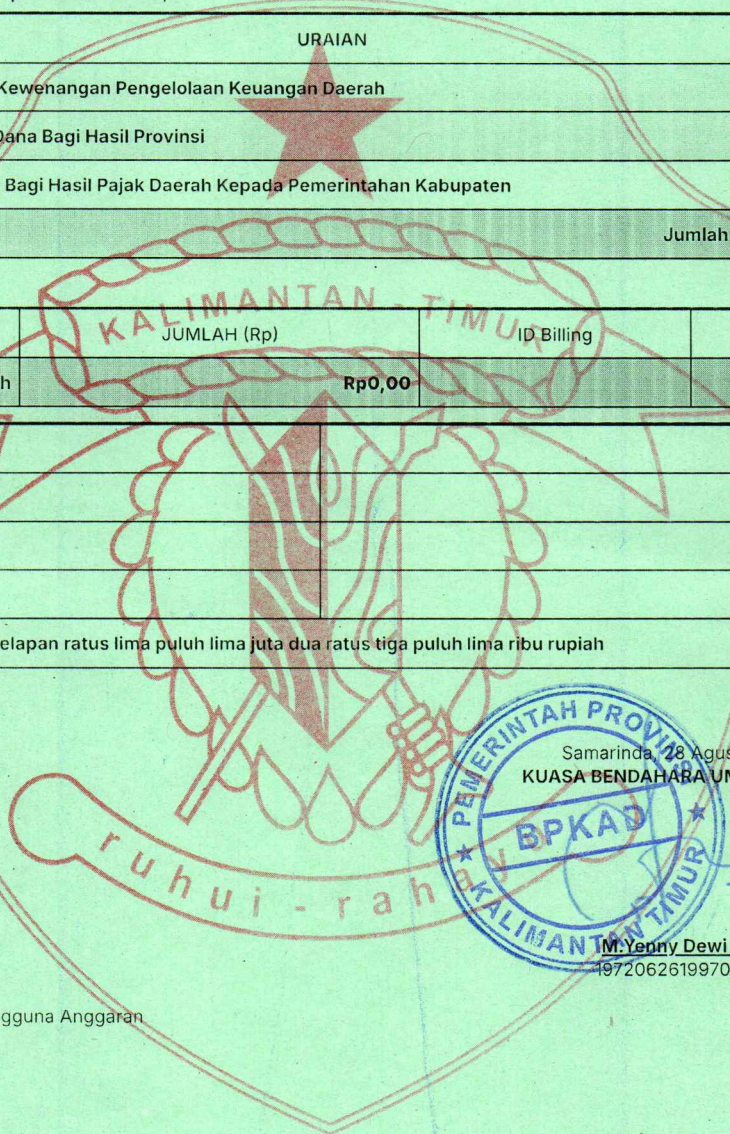 URAIAN
Kewenangan Pengelolaan Keuangan Daerah
Dana Bagi Hasil Provinsi
Bagi Hasil Pajak Daerah Kepada Pemerintahan Kabupaten
Jumlah
KALIMANTAN - TIMUR
JUMLAH (Rp) ID Billing
h Rp0,00
elapan ratus lima puluh lima juta dua ratus tiga puluh lima ribu rupiah
PEMERINTAH PROVINSI
Samarinda, 28 Agus
KUASA BENDAHARA UM
BPKAD
ruhui - rahayu
KALIMANTAN TIMUR
M.Yenny Dewi
1972062619970
gguna Anggaran